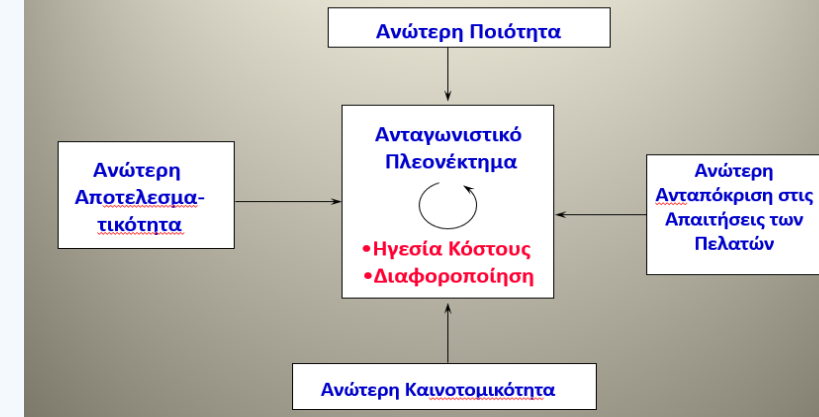 Ανώτερη Ποιότητα
Ανταγωνιστικό
Πλεονέκτημα
•Ηγεσία Κόστους
•Διαφοροποίηση
Ανώτερη
Αποτελεσμα-
τικότητα
Ανώτερη
Ανταπόκριση στις
Απαιτήσεις των
Πελατών
Ανώτερη Καινοτομικότητα